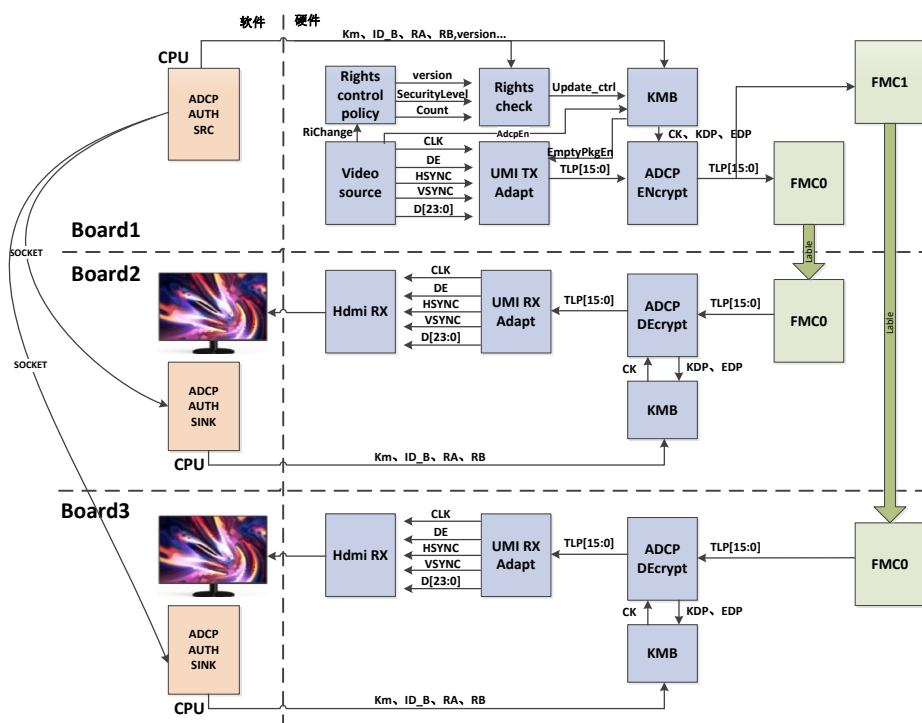 软件
硬件
Km、ID_B、RA、RB,version...
CPU
ADCP
AUTH
SRC
Rights
control
policy
version
SecurityLevel
Count
Rights
check
Update_ctrl
KMB
FMC1
RiChange
AdcpEn
CK、KDP、EDP
EmptyPkgEn
Video
source
CLK
DE
HSYNC
VSYNC
D[23:0]
UMI TX
Adapt
TLP[15:0]
ADCP
ENcrypt
TLP[15:0]
FMC0
Board1
SOCKET
Lable
Board2
Hdmi RX
CLK
DE
HSYNC
VSYNC
D[23:0]
UMI RX
Adapt
TLP[15:0]
ADCP
DEcrypt
TLP[15:0]
FMC0
Lable
SOCKET
ADCP
AUTH
SINK
CK
KDP、EDP
KMB
CPU
Km、ID_B、RA、RB
Board3
Hdmi RX
CLK
DE
HSYNC
VSYNC
D[23:0]
UMI RX
Adapt
TLP[15:0]
ADCP
DEcrypt
TLP[15:0]
FMC0
ADCP
AUTH
SINK
CK
KDP、EDP
KMB
CPU
Km、ID_B、RA、RB